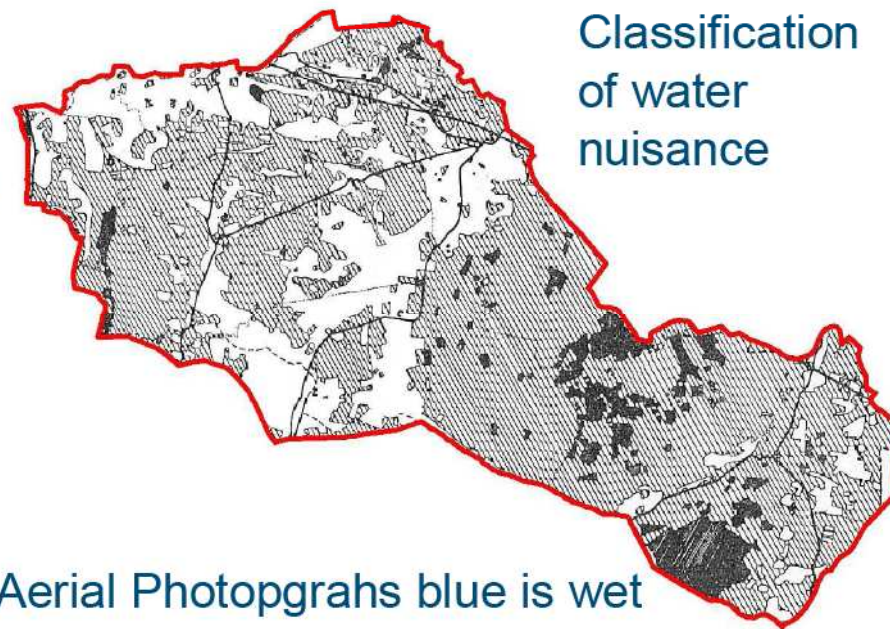 Classification
of water
nuisance
Aerial Photopgrahs blue is wet